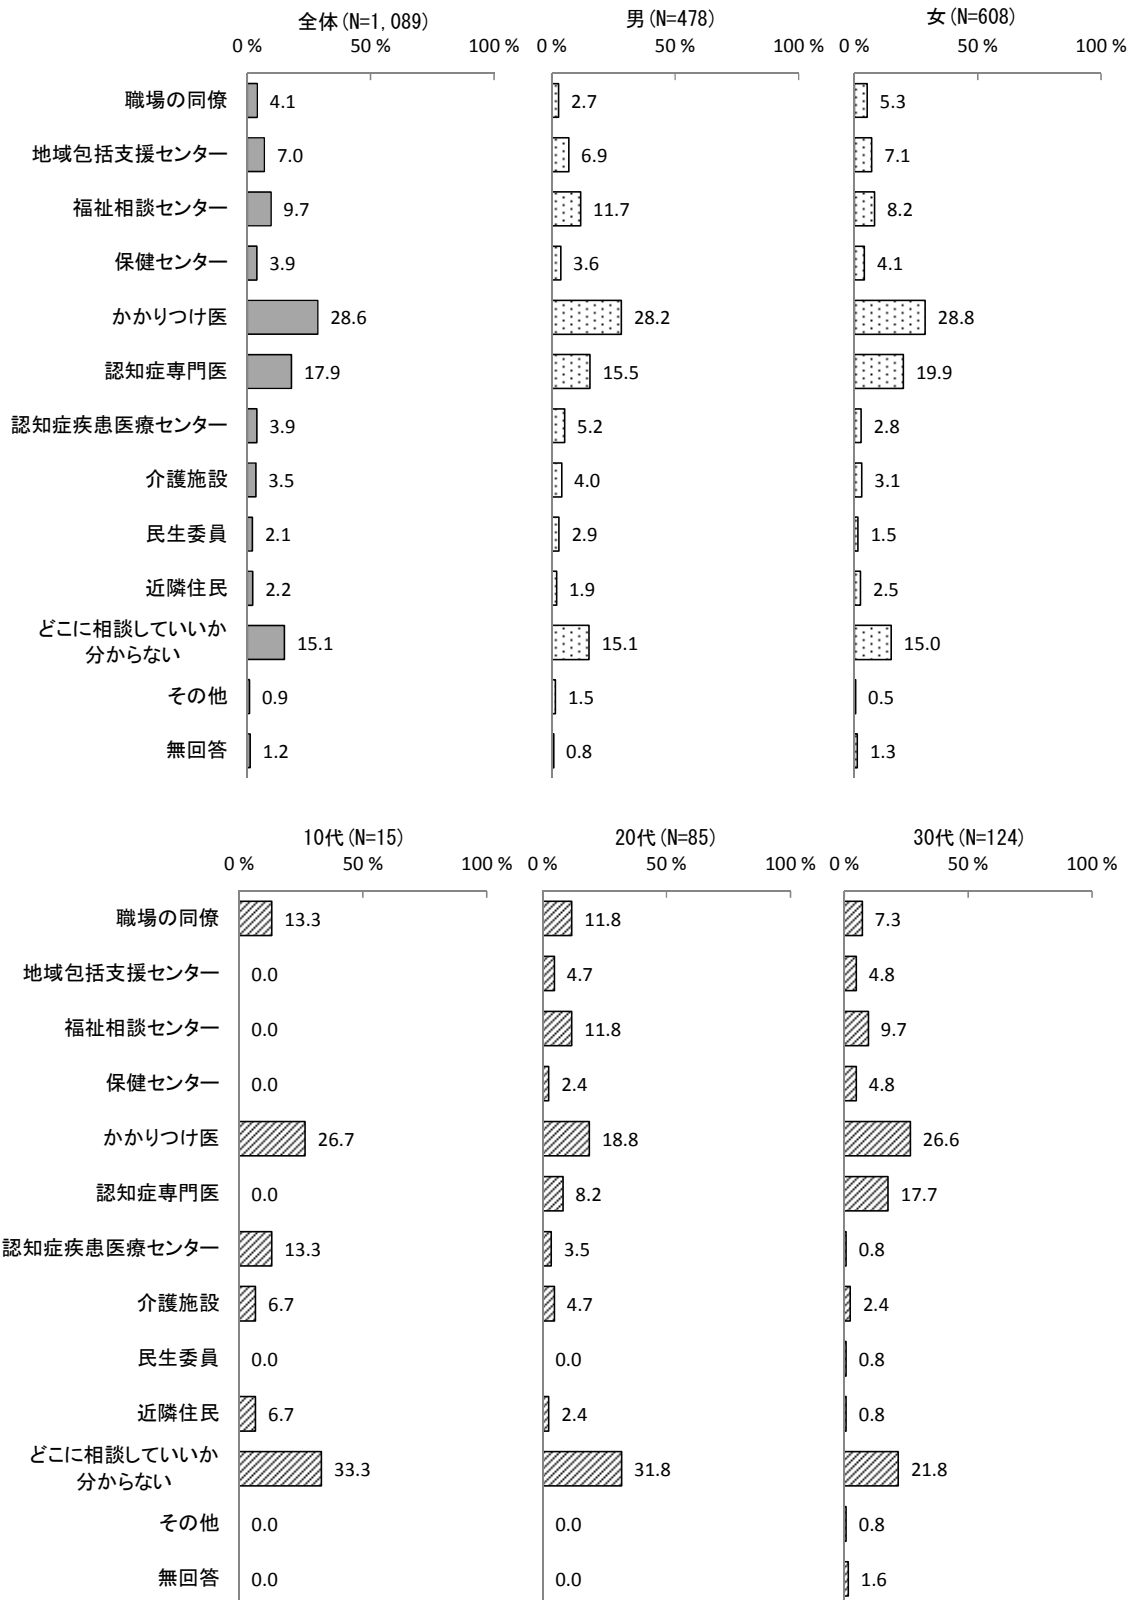 全体(N=1,089) 男(N=478) 女(N=608)
0 % 50 % 100 % 0 % 50 % 100 % 0 % 50 % 100 %
職場の同僚 4.1 2.7 5.3
地域包括支援センター 7.0 6.9 7.1
福祉相談センター 9.7 11.7 8.2
保健センター 3.9 3.6 4.1
かかりつけ医 28.6 28.2 28.8
認知症専門医 17.9 15.5 19.9
認知症疾患医療センター 3.9 5.2 2.8
介護施設 3.5 4.0 3.1
民生委員 2.1 2.9 1.5
近隣住民 2.2 1.9 2.5
どこに相談していいか
分からない 15.1 15.1 15.0
その他 0.9 1.5 0.5
無回答 1.2 0.8 1.3
10代(N=15) 20代(N=85) 30代(N=124)
0 % 50 % 100 % 0 % 50 % 100 % 0 % 50 % 100 %
職場の同僚 13.3 11.8 7.3
地域包括支援センター 0.0 4.7 4.8
福祉相談センター 0.0 11.8 9.7
保健センター 0.0 2.4 4.8
かかりつけ医 26.7 18.8 26.6
認知症専門医 0.0 8.2 17.7
認知症疾患医療センター 13.3 3.5 0.8
介護施設 6.7 4.7 2.4
民生委員 0.0 0.0 0.8
近隣住民 6.7 2.4 0.8
どこに相談していいか
分からない 33.3 31.8 21.8
その他 0.0 0.0 0.8
無回答 0.0 0.0 1.6